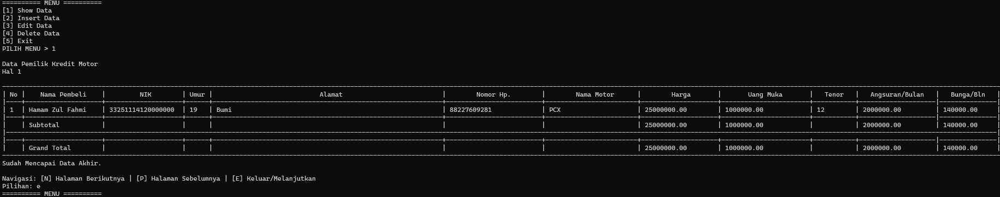 ========== MENU ==========
[1] Show Data
[2] Insert Data
[3] Edit Data
[4] Delete Data
[5] Exit
PILIH MENU > 1
Data Pemilik Kredit Motor
Hal 1
| No | Nama Pembeli | NIK | Umur | Alamat | Nomor Hp. | Nama Motor | Harga | Uang Muka | Tenor | Angsuran/Bulan | Bunga/Bln |
| 1 | Hamam Zul Fahmi | 33251114120000000 | 19 | Bumi | 88227609281 | PCX | 25000000.00 | 1000000.00 | 12 | 2000000.00 | 140000.00 |
| | Subtotal | | | | | | 25000000.00 | 1000000.00 | | 2000000.00 | 140000.00 |
| | Grand Total | | | | | | 25000000.00 | 1000000.00 | | 2000000.00 | 140000.00 |
Sudah Mencapai Data Akhir.
Navigasi: [N] Halaman Berikutnya | [P] Halaman Sebelumnya | [E] Keluar/Melanjutkan
Pilihan: e
========== MENU ==========